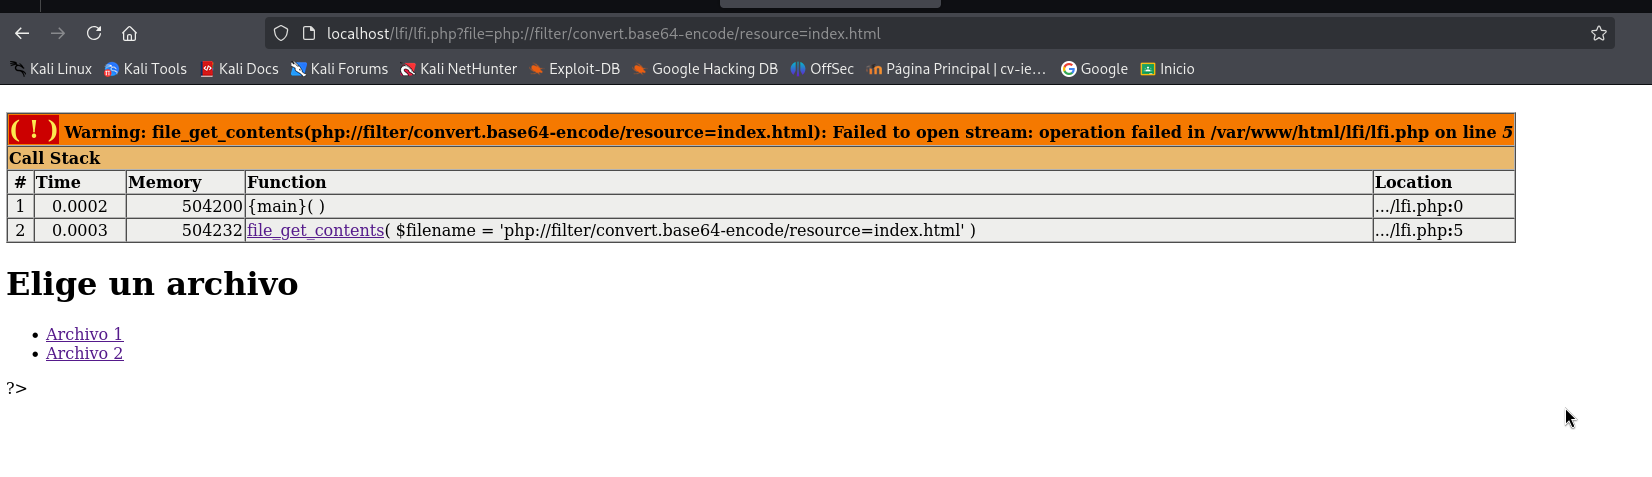 localhost/lfi/lfi.php?file=php://filter/convert.base64-encode/resource=index.html
Kali Linux Kali Tools Kali Docs Kali Forums Kali NetHunter Exploit-DB Google Hacking DB OffSec Página Principal | cv-ie… Google Inicio
( ! ) Warning: file_get_contents(php://filter/convert.base64-encode/resource=index.html): Failed to open stream: operation failed in /var/www/html/lfi/lfi.php on line 5
Call Stack
# Time Memory Function Location
1 0.0002 504200 {main}( ) .../lfi.php:0
2 0.0003 504232 file_get_contents( $filename = 'php://filter/convert.base64-encode/resource=index.html' ) .../lfi.php:5
Elige un archivo
• Archivo 1
• Archivo 2
?>